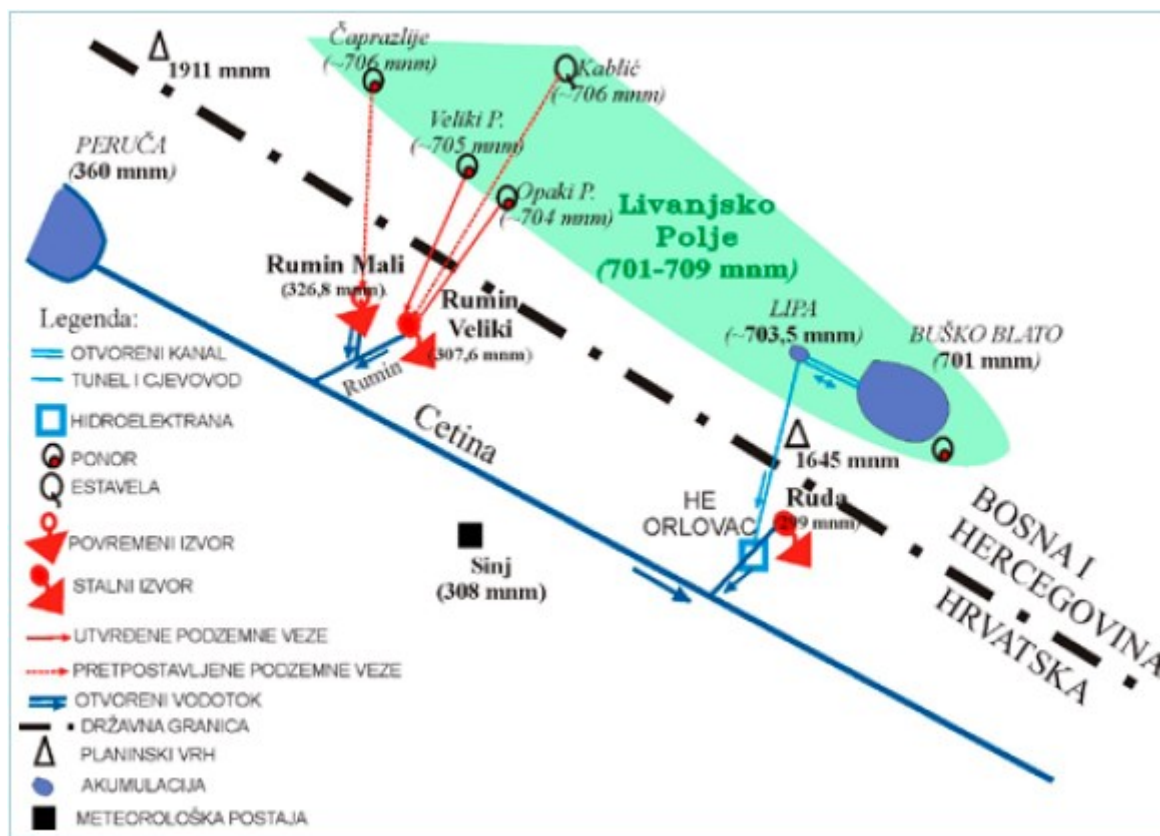 Čaprazlije
(~706 mnm)
1911 mnm
Kablić
(~706 mnm)
Veliki P.
(~705 mnm)
PERUČA
(360 mnm)
Opaki P.
(~704 mnm)
Livanjsko
Polje
(701-709 mnm)
Rumin Mali
(326,8 mnm)
Rumin
Veliki
(307,6 mnm)
Rumin
LIPA
(~703,5 mnm)
BUŠKO BLATO
(701 mnm)
Cetina
1645 mnm
HE
ORLOVAC
Ruda
(299 mnm)
Sinj
(308 mnm)
BOSNA I
HERCEGOVINA
HRVATSKA
Legenda:
OTVORENI KANAL
TUNEL I CJEVOVOD
HIDROELEKTRANA
PONOR
ESTAVELA
POVREMENI IZVOR
STALNI IZVOR
UTVRĐENE PODZEMNE VEZE
PRETPOSTAVLJENE PODZEMNE VEZE
OTVORENI VODOTOK
DRŽAVNA GRANICA
PLANINSKI VRH
AKUMULACIJA
METEOROLOŠKA POSTAJA